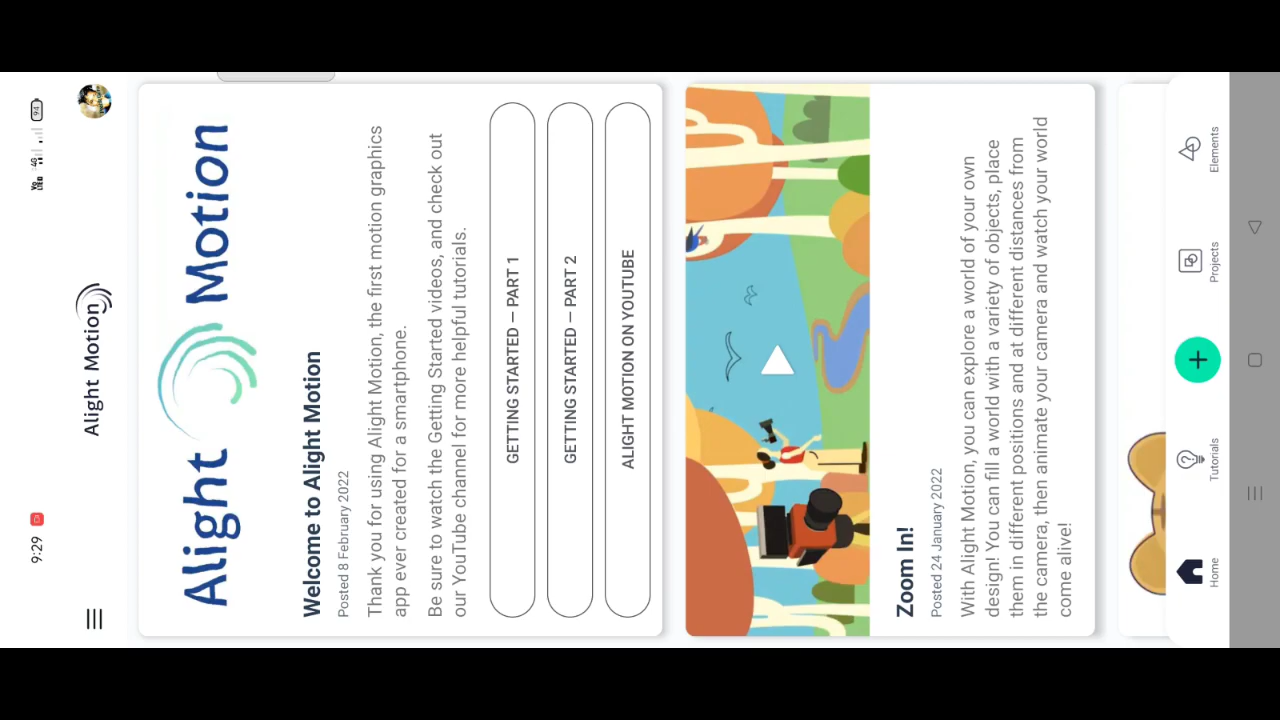 9:29
Vo
LTE
4G
94
Alight Motion
Alight Motion
Welcome to Alight Motion
Posted 8 February 2022
Thank you for using Alight Motion, the first motion graphics
app ever created for a smartphone.
Be sure to watch the Getting Started videos, and check out
our YouTube channel for more helpful tutorials.
GETTING STARTED – PART 1
GETTING STARTED – PART 2
ALIGHT MOTION ON YOUTUBE
Zoom In!
Posted 24 January 2022
With Alight Motion, you can explore a world of your own
design! You can fill a world with a variety of objects, place
them in different positions and at different distances from
the camera, then animate your camera and watch your world
come alive!
Home
Tutorials
Projects
Elements